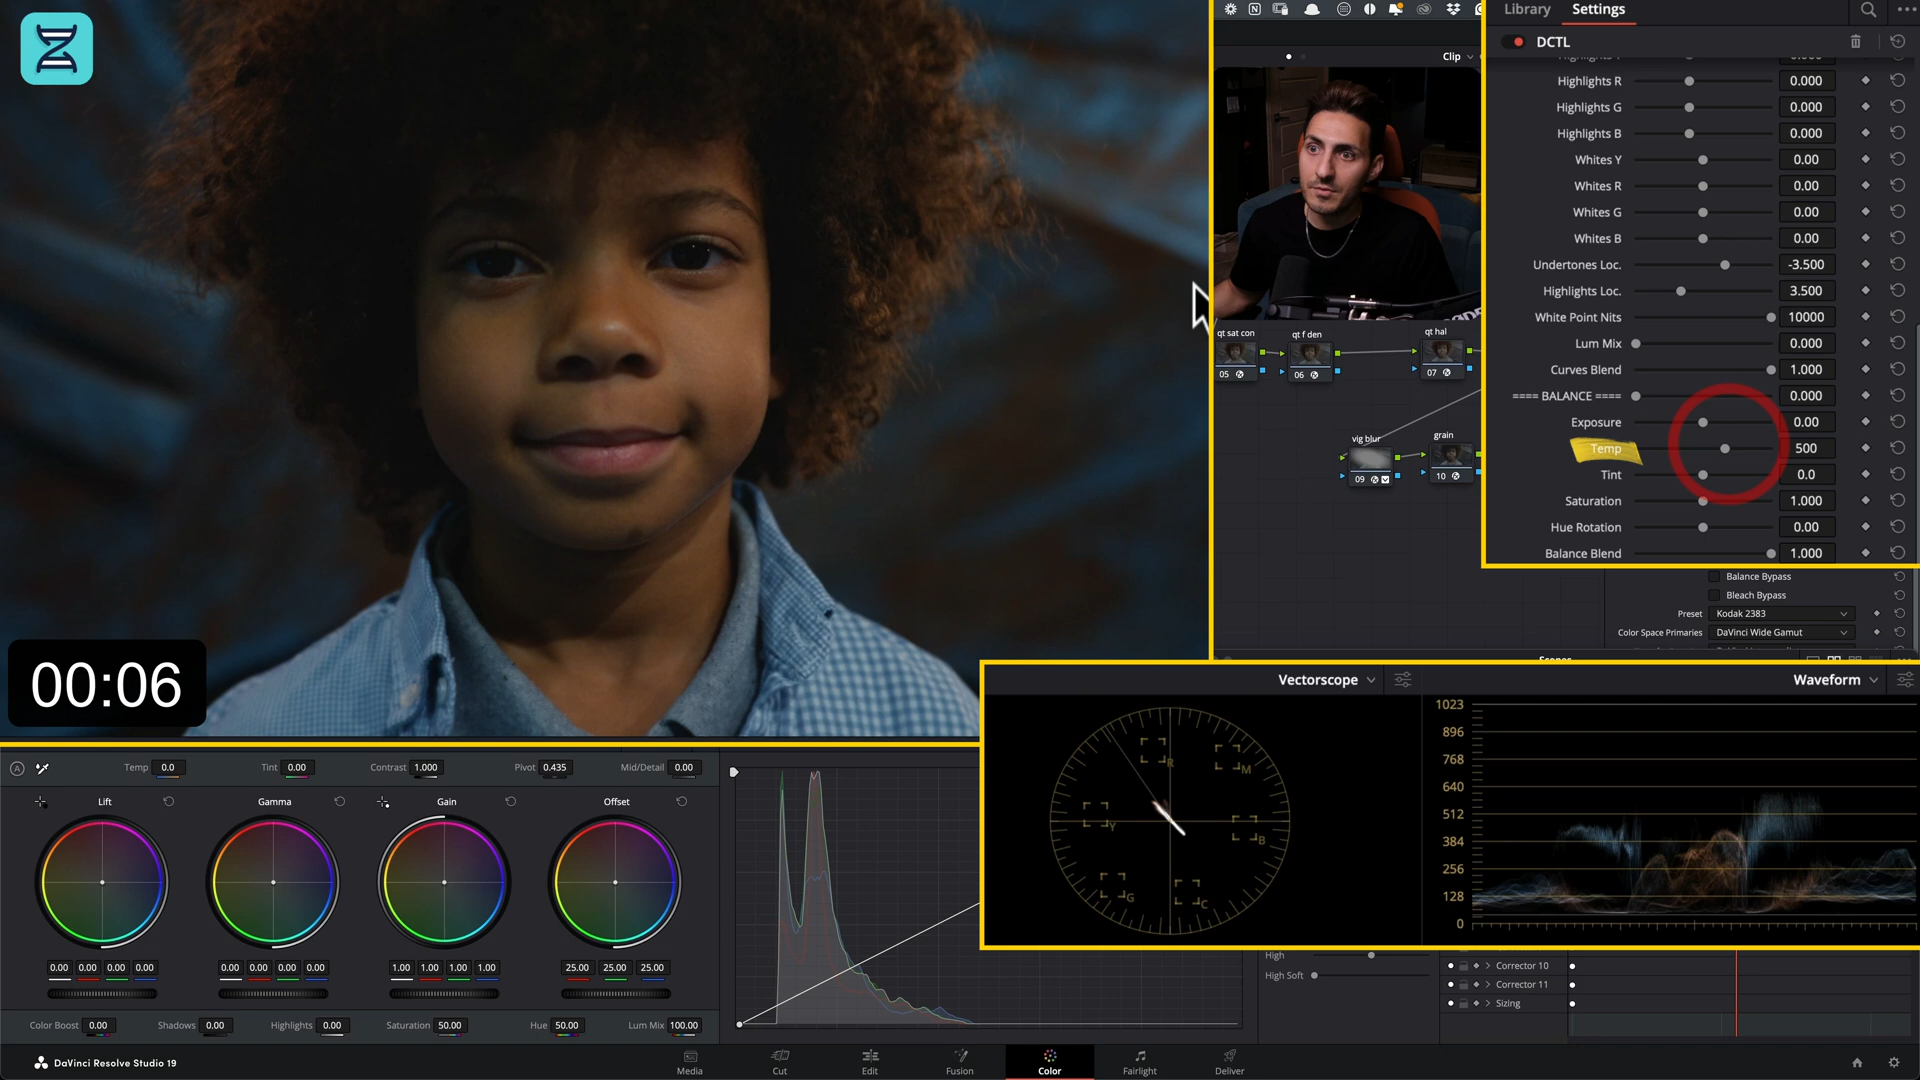 Library Settings
DCTL
Clip
Highlights R 0.000
Highlights G 0.000
Highlights B 0.000
Whites Y 0.00
Whites R 0.00
Whites G 0.00
Whites B 0.00
Undertones Loc. -3.500
Highlights Loc. 3.500
White Point Nits 10000
Lum Mix 0.000
Curves Blend 1.000
==== BALANCE ==== 0.000
Exposure 0.00
Temp 500
Tint 0.0
Saturation 1.000
Hue Rotation 0.00
Balance Blend 1.000
Balance Bypass
Bleach Bypass
Preset Kodak 2383
Color Space Primaries DaVinci Wide Gamut
qt sat con qt f den qt hal
05 06 07
vig blur grain
09 10
00:06
Scopes
Vectorscope Waveform
R M B C G Y
1023
896
768
640
512
384
256
128
0
Temp 0.0 Tint 0.00 Contrast 1.000 Pivot 0.435 Mid/Detail 0.00
Lift Gamma Gain Offset
0.00 0.00 0.00 0.00 0.00 0.00 0.00 0.00 1.00 1.00 1.00 1.00 25.00 25.00 25.00
Color Boost 0.00 Shadows 0.00 Highlights 0.00 Saturation 50.00 Hue 50.00 Lum Mix 100.00
High
High Soft
Corrector 10
Corrector 11
Sizing
DaVinci Resolve Studio 19
Media Cut Edit Fusion Color Fairlight Deliver